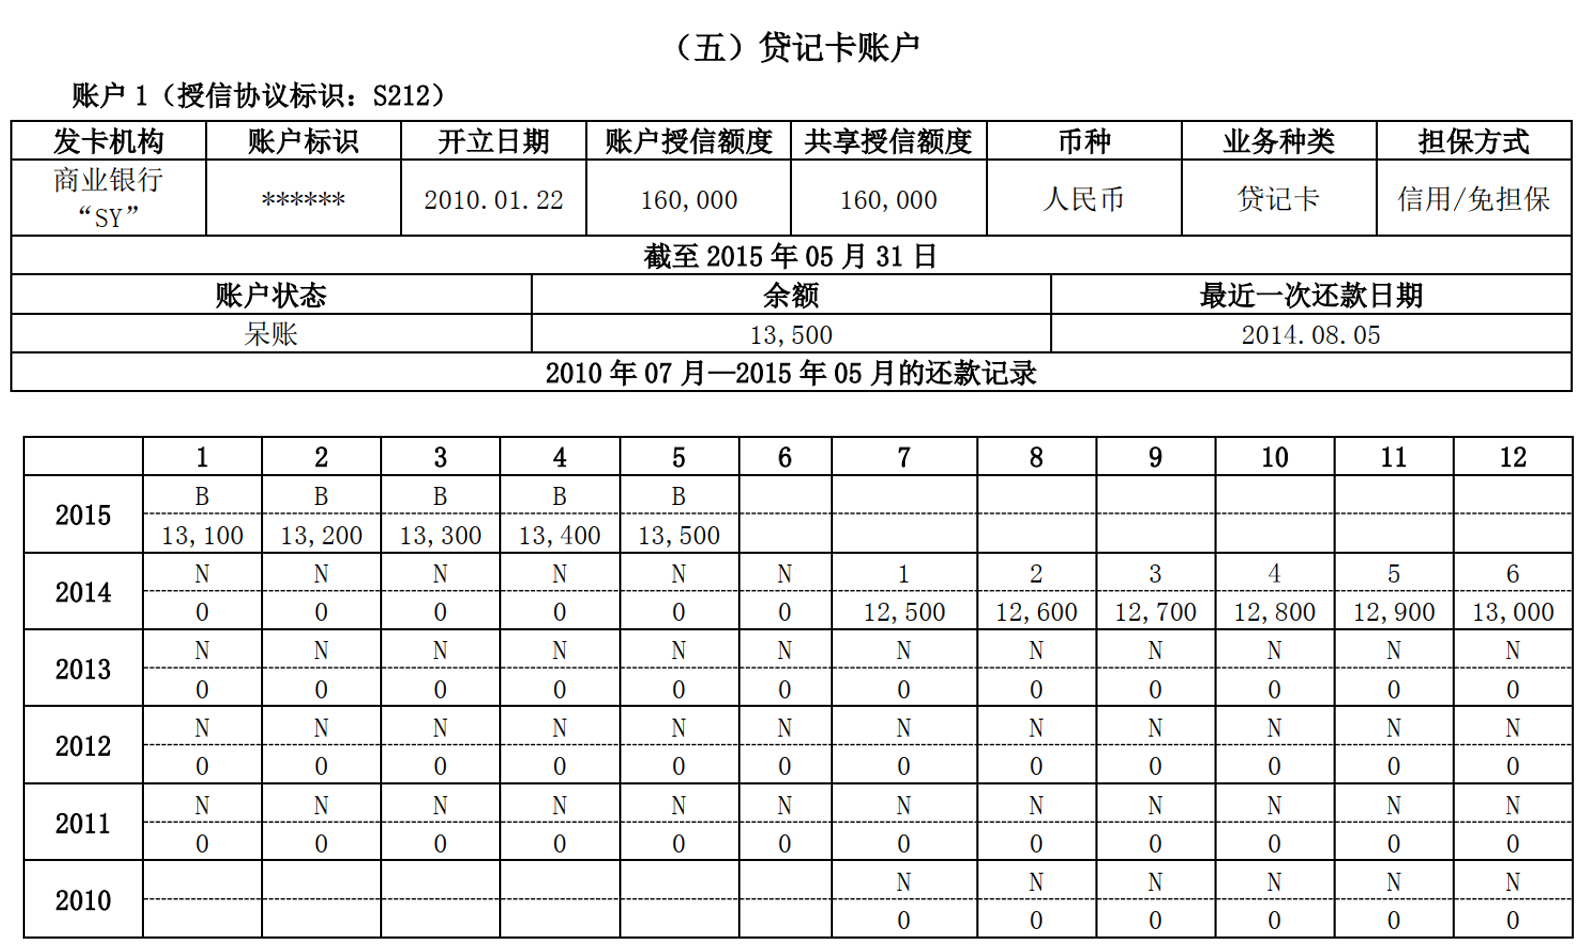 （五）贷记卡账户
账户 1（授信协议标识：S212）
发卡机构 账户标识 开立日期 账户授信额度 共享授信额度 币种 业务种类 担保方式
商业银行
“SY” ****** 2010.01.22 160,000 160,000 人民币 贷记卡 信用/免担保
截至 2015 年 05 月 31 日
账户状态 余额 最近一次还款日期
呆账 13,500 2014.08.05
2010 年 07 月—2015 年 05 月的还款记录
1 2 3 4 5 6 7 8 9 10 11 12
2015 B B B B B
13,100 13,200 13,300 13,400 13,500
2014 N N N N N N 1 2 3 4 5 6
0 0 0 0 0 0 12,500 12,600 12,700 12,800 12,900 13,000
2013 N N N N N N N N N N N N
0 0 0 0 0 0 0 0 0 0 0 0
2012 N N N N N N N N N N N N
0 0 0 0 0 0 0 0 0 0 0 0
2011 N N N N N N N N N N N N
0 0 0 0 0 0 0 0 0 0 0 0
2010 N N N N N N
0 0 0 0 0 0